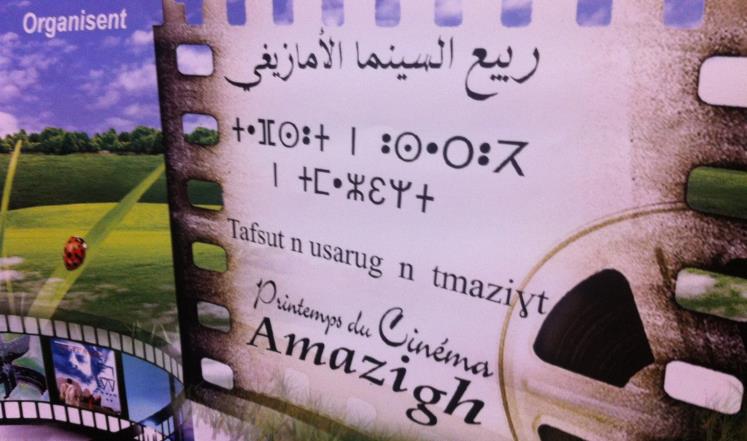 Organisent
ربيع السينما الأمازيغي
ⵜⴰⴼⵙⵓⵜ ⵏ ⵓⵙⴰⵔⵓⴳ
ⵏ ⵜⵎⴰⵣⵉⵖⵜ
Tafsut n usarug n tmaziɣt
Printemps du Cinéma
Amazigh